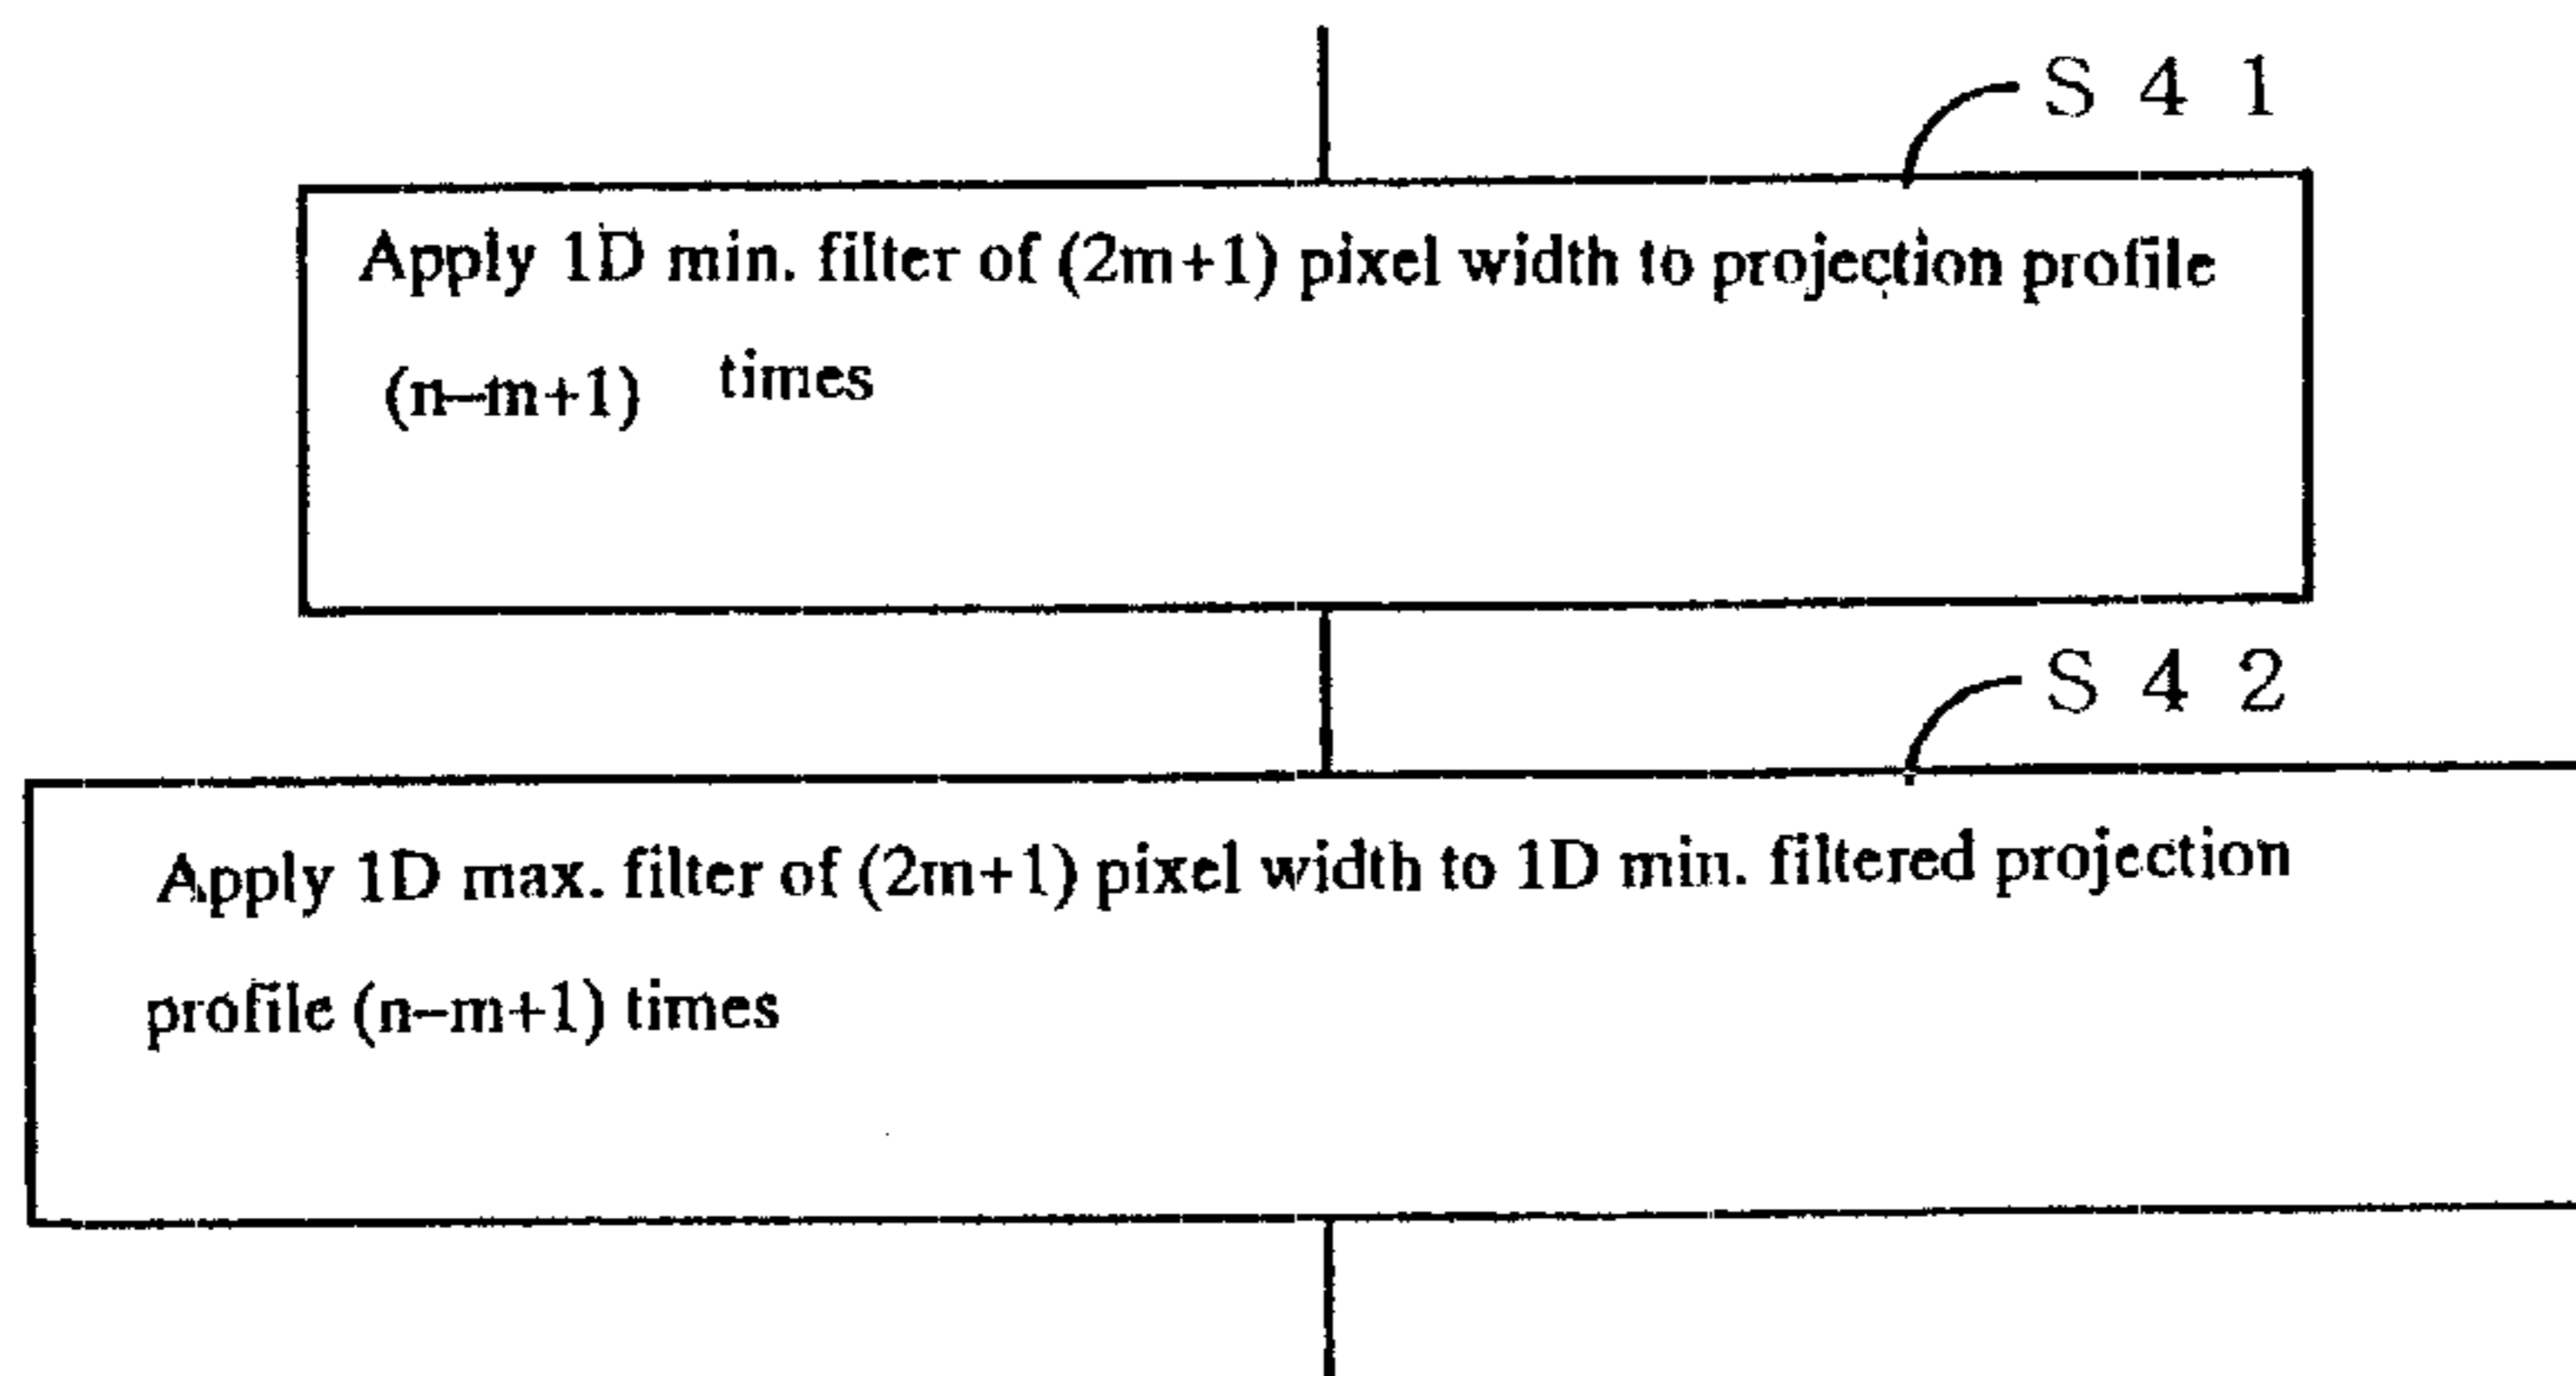 S 4 1
Apply 1D min. filter of (2m+1) pixel width to projection profile
(n–m+1) times
S 4 2
Apply 1D max. filter of (2m+1) pixel width to 1D min. filtered projection
profile (n–m+1) times